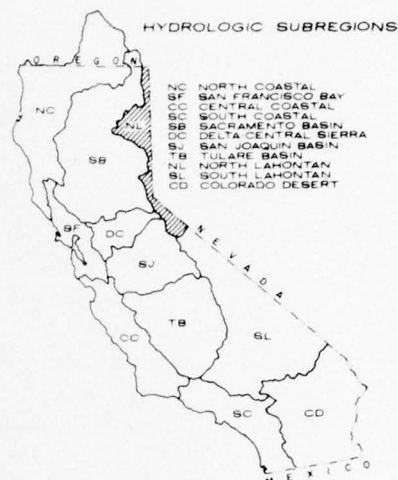 HYDROLOGIC SUBREGIONS
OREGON
NC NORTH COASTAL
SF SAN FRANCISCO BAY
CC CENTRAL COASTAL
SC SOUTH COASTAL
SB SACRAMENTO BASIN
DC DELTA CENTRAL SIERRA
SJ SAN JOAQUIN BASIN
TB TULARE BASIN
NL NORTH LAHONTAN
SL SOUTH LAHONTAN
CD COLORADO DESERT
NC
NL
SB
SF
DC
NEVADA
SJ
TB
CC
SL
SC
CD
MEXICO